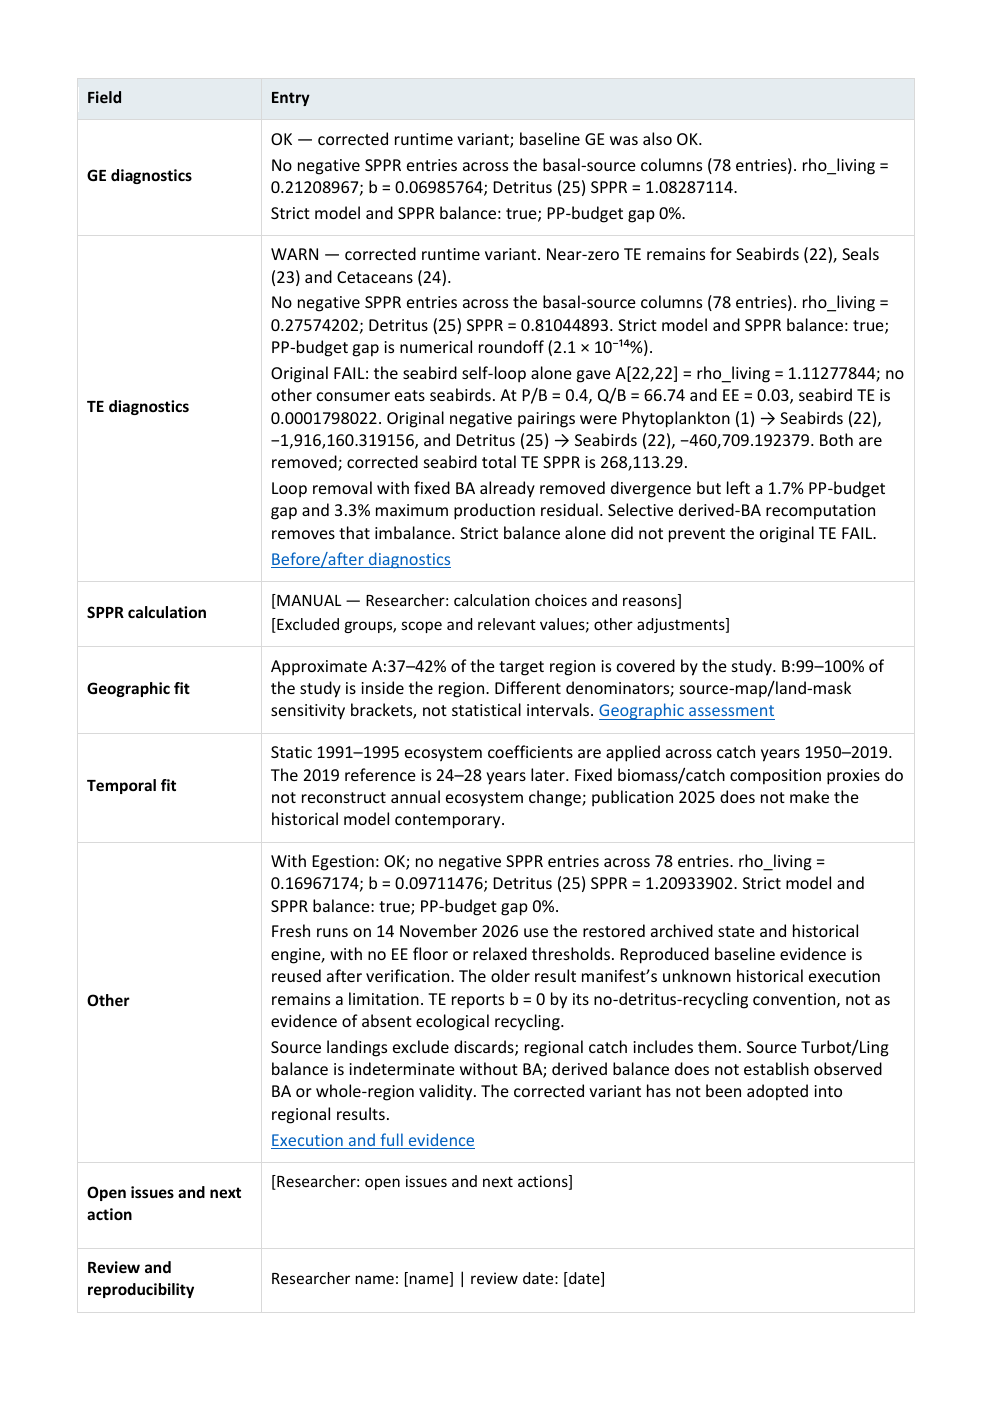 Field
Entry
GE diagnostics
OK — corrected runtime variant; baseline GE was also OK.
No negative SPPR entries across the basal-source columns (78 entries). rho_living =
0.21208967; b = 0.06985764; Detritus (25) SPPR = 1.08287114.
Strict model and SPPR balance: true; PP-budget gap 0%.
TE diagnostics
WARN — corrected runtime variant. Near-zero TE remains for Seabirds (22), Seals
(23) and Cetaceans (24).
No negative SPPR entries across the basal-source columns (78 entries). rho_living =
0.27574202; Detritus (25) SPPR = 0.81044893. Strict model and SPPR balance: true;
PP-budget gap is numerical roundoff (2.1 × 10⁻¹⁴%).
Original FAIL: the seabird self-loop alone gave A[22,22] = rho_living = 1.11277844; no
other consumer eats seabirds. At P/B = 0.4, Q/B = 66.74 and EE = 0.03, seabird TE is
0.0001798022. Original negative pairings were Phytoplankton (1) → Seabirds (22),
−1,916,160.319156, and Detritus (25) → Seabirds (22), −460,709.192379. Both are
removed; corrected seabird total TE SPPR is 268,113.29.
Loop removal with fixed BA already removed divergence but left a 1.7% PP-budget
gap and 3.3% maximum production residual. Selective derived-BA recomputation
removes that imbalance. Strict balance alone did not prevent the original TE FAIL.
Before/after diagnostics
SPPR calculation
[MANUAL — Researcher: calculation choices and reasons]
[Excluded groups, scope and relevant values; other adjustments]
Geographic fit
Approximate A:37–42% of the target region is covered by the study. B:99–100% of
the study is inside the region. Different denominators; source-map/land-mask
sensitivity brackets, not statistical intervals. Geographic assessment
Temporal fit
Static 1991–1995 ecosystem coefficients are applied across catch years 1950–2019.
The 2019 reference is 24–28 years later. Fixed biomass/catch composition proxies do
not reconstruct annual ecosystem change; publication 2025 does not make the
historical model contemporary.
Other
With Egestion: OK; no negative SPPR entries across 78 entries. rho_living =
0.16967174; b = 0.09711476; Detritus (25) SPPR = 1.20933902. Strict model and
SPPR balance: true; PP-budget gap 0%.
Fresh runs on 14 November 2026 use the restored archived state and historical
engine, with no EE floor or relaxed thresholds. Reproduced baseline evidence is
reused after verification. The older result manifest’s unknown historical execution
remains a limitation. TE reports b = 0 by its no-detritus-recycling convention, not as
evidence of absent ecological recycling.
Source landings exclude discards; regional catch includes them. Source Turbot/Ling
balance is indeterminate without BA; derived balance does not establish observed
BA or whole-region validity. The corrected variant has not been adopted into
regional results.
Execution and full evidence
Open issues and next
action
[Researcher: open issues and next actions]
Review and
reproducibility
Researcher name: [name] | review date: [date]